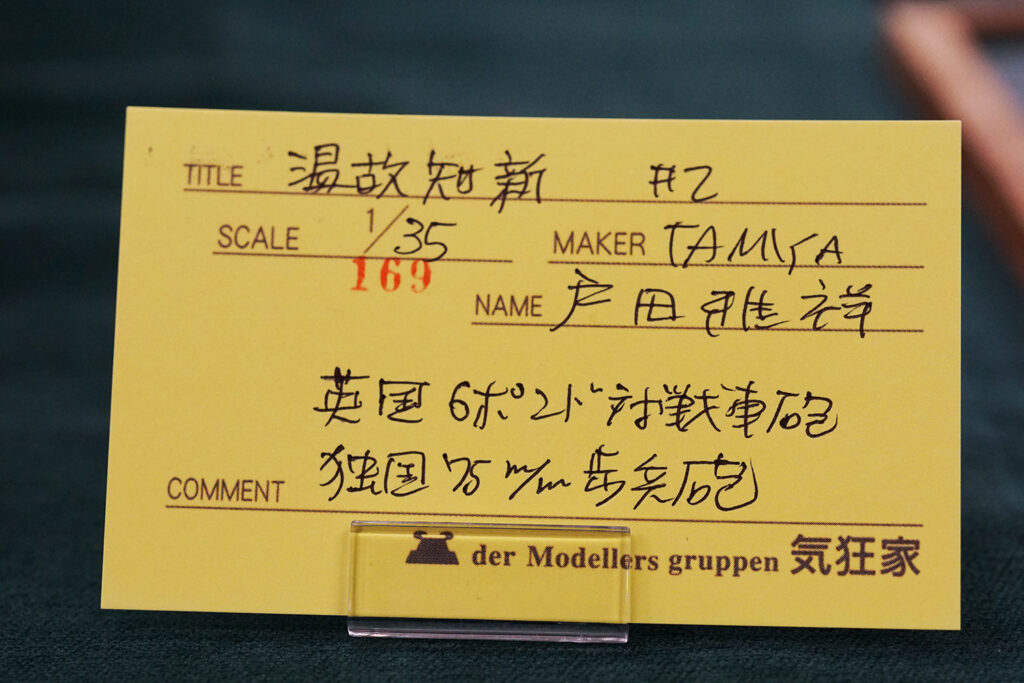 TITLE 温故知新 #2
SCALE 1/35 MAKER TAMIYA
169
NAME 戸田雅祥
英国 6ポンド対戦車砲
COMMENT 独国 75m/m歩兵砲
der Modellers gruppen 気狂家